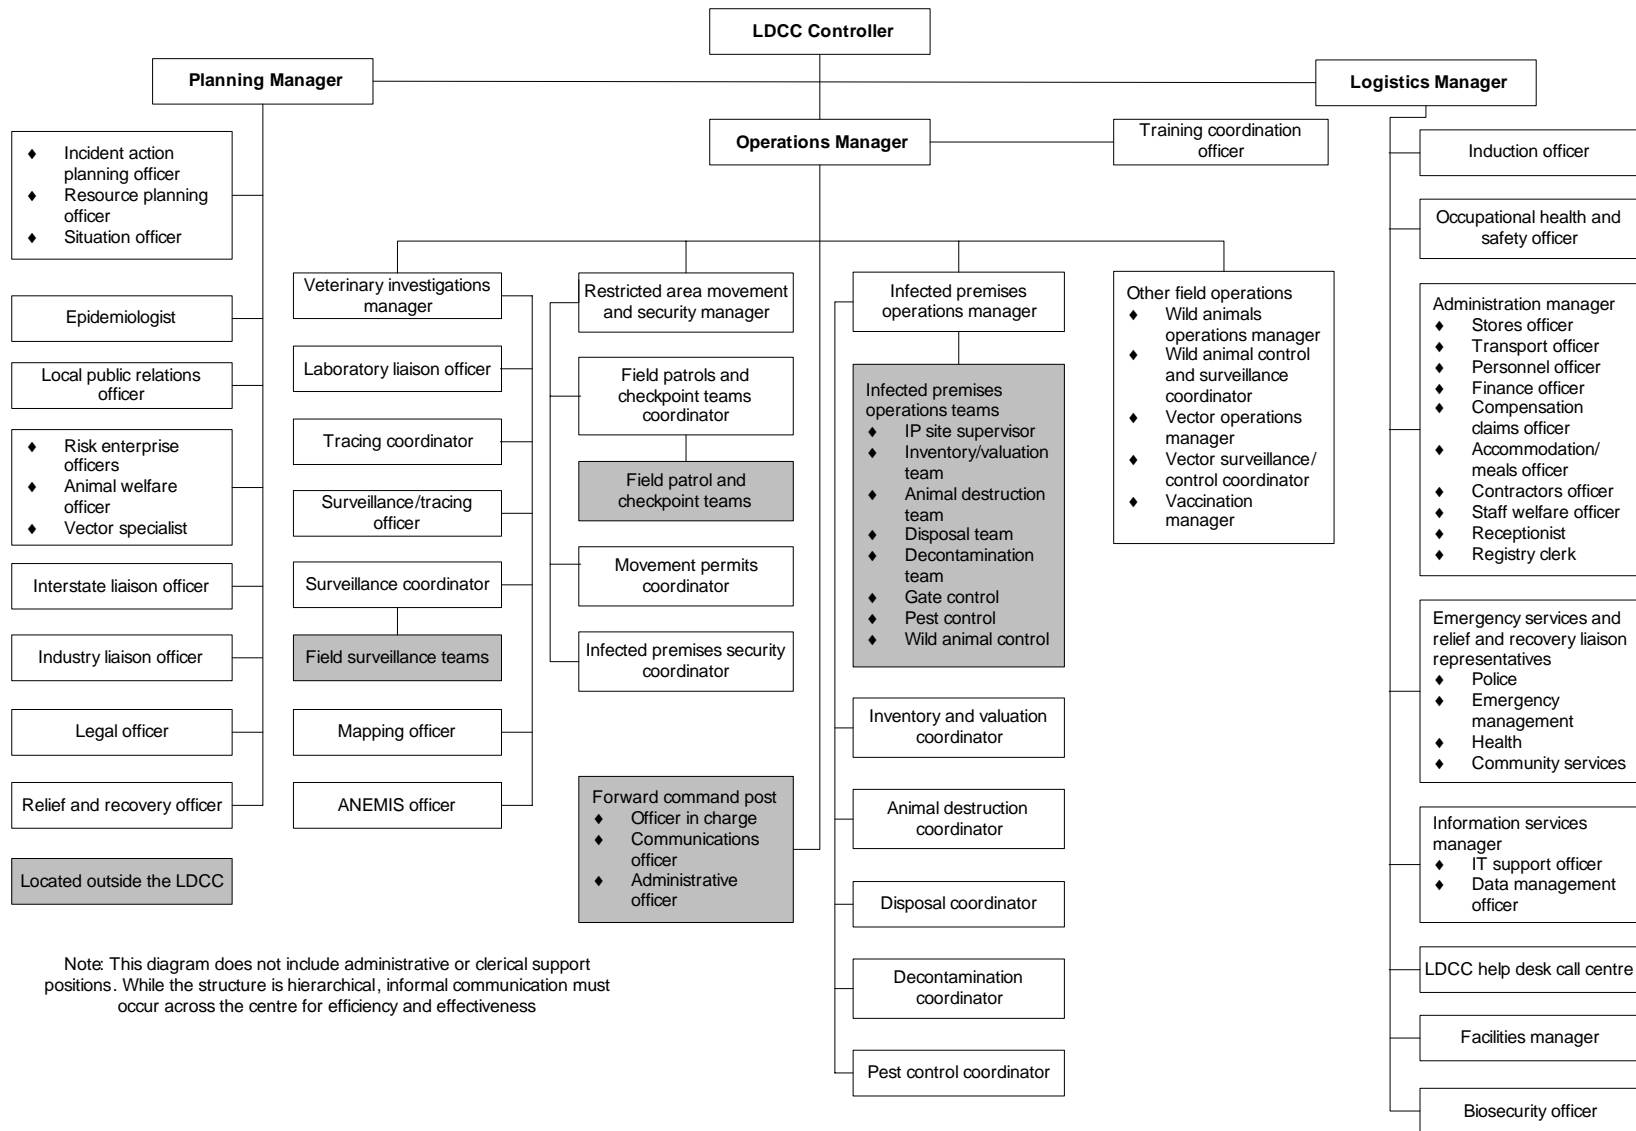 LDCC Controller
Planning Manager
Logistics Manager
Operations Manager
Training coordination
officer
♦ Incident action
planning officer
♦ Resource planning
officer
♦ Situation officer
Epidemiologist
Local public relations
officer
♦ Risk enterprise
officers
♦ Animal welfare
officer
♦ Vector specialist
Interstate liaison officer
Industry liaison officer
Legal officer
Relief and recovery officer
Located outside the LDCC
Veterinary investigations
manager
Laboratory liaison officer
Tracing coordinator
Surveillance/tracing
officer
Surveillance coordinator
Field surveillance teams
Mapping officer
ANEMIS officer
Restricted area movement
and security manager
Field patrols and
checkpoint teams
coordinator
Field patrol and
checkpoint teams
Movement permits
coordinator
Infected premises security
coordinator
Forward command post
♦ Officer in charge
♦ Communications
officer
♦ Administrative
officer
Infected premises
operations manager
Infected premises
operations teams
♦ IP site supervisor
♦ Inventory/valuation
team
♦ Animal destruction
team
♦ Disposal team
♦ Decontamination
team
♦ Gate control
♦ Pest control
♦ Wild animal control
Inventory and valuation
coordinator
Animal destruction
coordinator
Disposal coordinator
Decontamination
coordinator
Pest control coordinator
Other field operations
♦ Wild animals
operations manager
♦ Wild animal control
and surveillance
coordinator
♦ Vector operations
manager
♦ Vector surveillance/
control coordinator
♦ Vaccination
manager
Induction officer
Occupational health and
safety officer
Administration manager
♦ Stores officer
♦ Transport officer
♦ Personnel officer
♦ Finance officer
♦ Compensation
claims officer
♦ Accommodation/
meals officer
♦ Contractors officer
♦ Staff welfare officer
♦ Receptionist
♦ Registry clerk
Emergency services and
relief and recovery liaison
representatives
♦ Police
♦ Emergency
management
♦ Health
♦ Community services
Information services
manager
♦ IT support officer
♦ Data management
officer
LDCC help desk call centre
Facilities manager
Biosecurity officer
Note: This diagram does not include administrative or clerical support
positions. While the structure is hierarchical, informal communication must
occur across the centre for efficiency and effectiveness